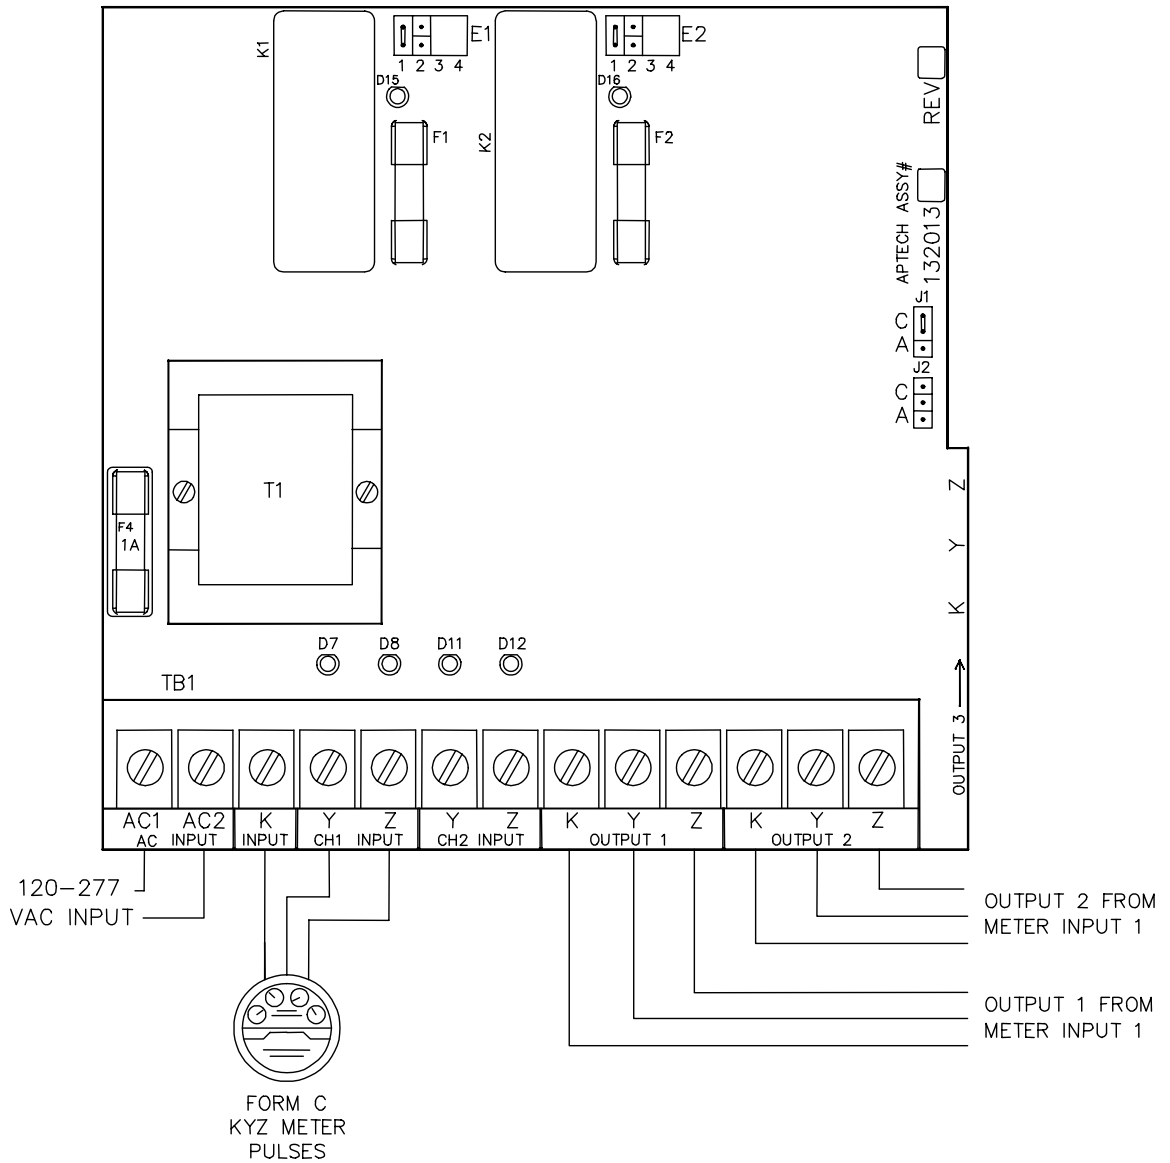 K1
E1
1 2 3 4
D15
F1
K2
E2
1 2 3 4
D16
F2
REV
APTECH ASSY#
132013
J1
C
A
J2
C
A
Z
Y
K
OUTPUT 3
T1
F4
1A
D7 D8 D11 D12
TB1
AC1 AC2 K Y Z Y Z K Y Z K Y Z
AC INPUT INPUT CH1 INPUT CH2 INPUT OUTPUT 1 OUTPUT 2
120-277
VAC INPUT
OUTPUT 2 FROM
METER INPUT 1
OUTPUT 1 FROM
METER INPUT 1
FORM C
KYZ METER
PULSES